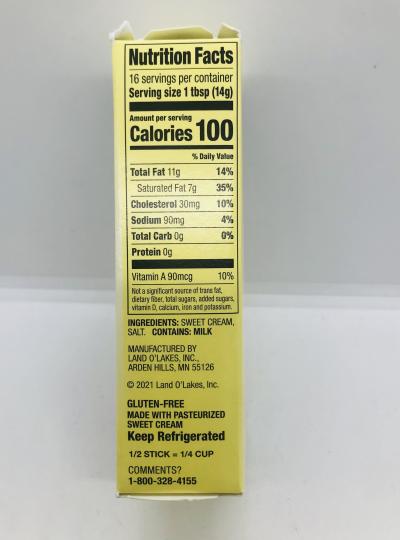 Nutrition Facts
16 servings per container
Serving size 1 tbsp (14g)
Amount per serving
Calories 100
% Daily Value
Total Fat 11g 14%
Saturated Fat 7g 35%
Cholesterol 30mg 10%
Sodium 90mg 4%
Total Carb 0g 0%
Protein 0g
Vitamin A 90mcg 10%
Not a significant source of trans fat,
dietary fiber, total sugars, added sugars,
vitamin D, calcium, iron and potassium.
INGREDIENTS: SWEET CREAM,
SALT. CONTAINS: MILK
MANUFACTURED BY
LAND O'LAKES, INC.,
ARDEN HILLS, MN 55126
© 2021 Land O'Lakes, Inc.
GLUTEN-FREE
MADE WITH PASTEURIZED
SWEET CREAM
Keep Refrigerated
1/2 STICK = 1/4 CUP
COMMENTS?
1-800-328-4155